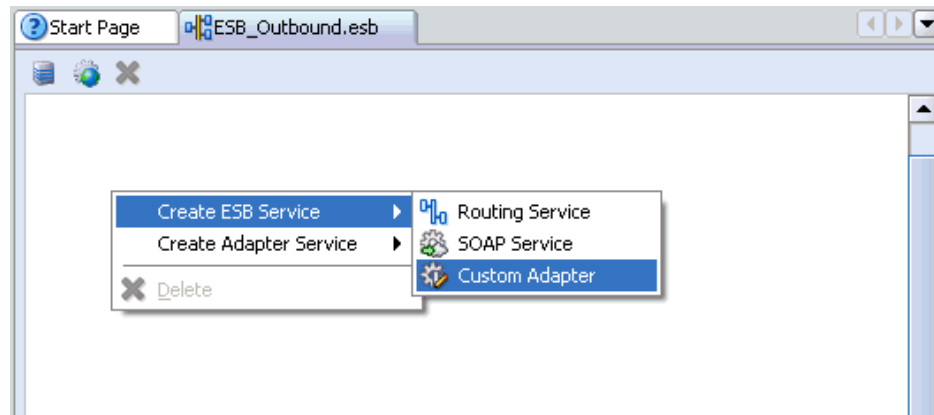 Start Page ESB_Outbound.esb
Create ESB Service Routing Service
Create Adapter Service SOAP Service
Custom Adapter
Delete